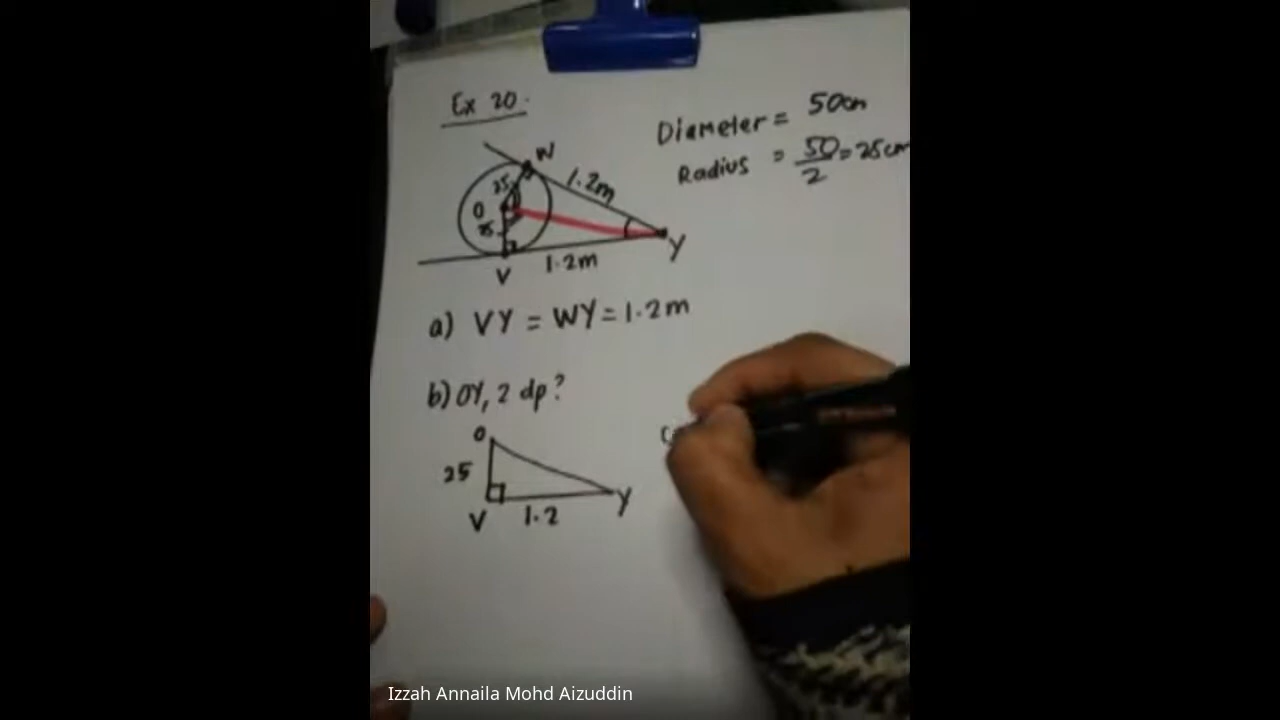 Ex 20.
Diameter = 50cm
Radius = 50/2 = 25cm
W
25
1.2m
O
25
Y
V
1.2m
a) VY = WY = 1.2m
b) OY, 2 dp?
O
25
V
1.2
Y
Izzah Annaila Mohd Aizuddin